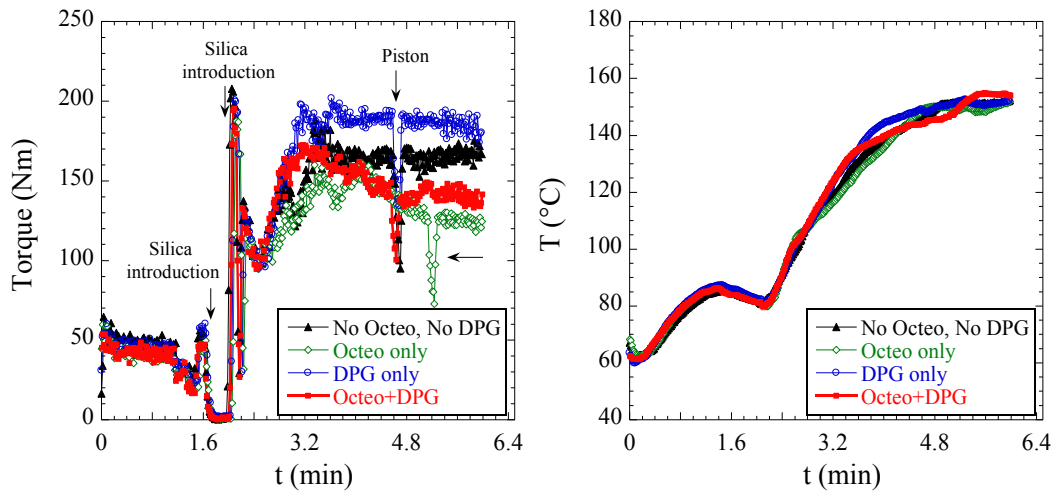 250
200
150
100
50
0
Torque (Nm)
Silica
introduction
Piston
Silica
introduction
No Octeo, No DPG
Octeo only
DPG only
Octeo+DPG
0 1.6 3.2 4.8 6.4
t (min)
180
160
140
120
100
80
60
40
T (°C)
No Octeo, No DPG
Octeo only
DPG only
Octeo+DPG
0 1.6 3.2 4.8 6.4
t (min)